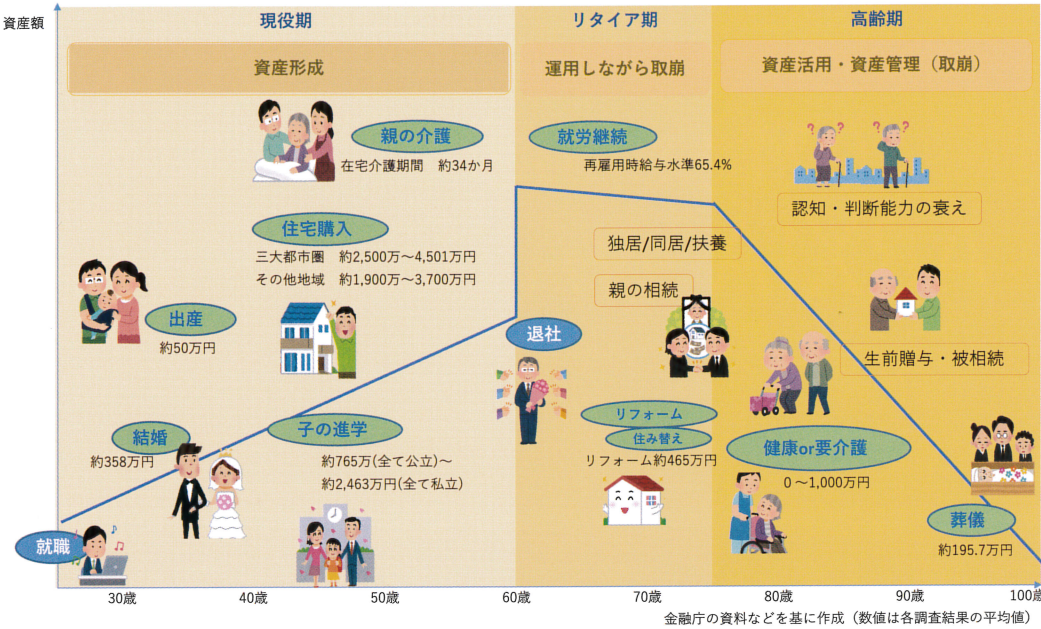 資産額
現役期
リタイア期
高齢期
資産形成
運用しながら取崩
資産活用・資産管理（取崩）
親の介護
在宅介護期間　約34か月
就労継続
再雇用時給与水準65.4%
認知・判断能力の衰え
住宅購入
三大都市圏　約2,500万～4,501万円
その他地域　約1,900万～3,700万円
独居/同居/扶養
親の相続
出産
約50万円
退社
生前贈与・被相続
結婚
約358万円
子の進学
約765万(全て公立)～
約2,463万円(全て私立)
リフォーム
住み替え
リフォーム約465万円
健康or要介護
０～1,000万円
就職
葬儀
約195.7万円
30歳
40歳
50歳
60歳
70歳
80歳
90歳
100歳
金融庁の資料などを基に作成（数値は各調査結果の平均値）